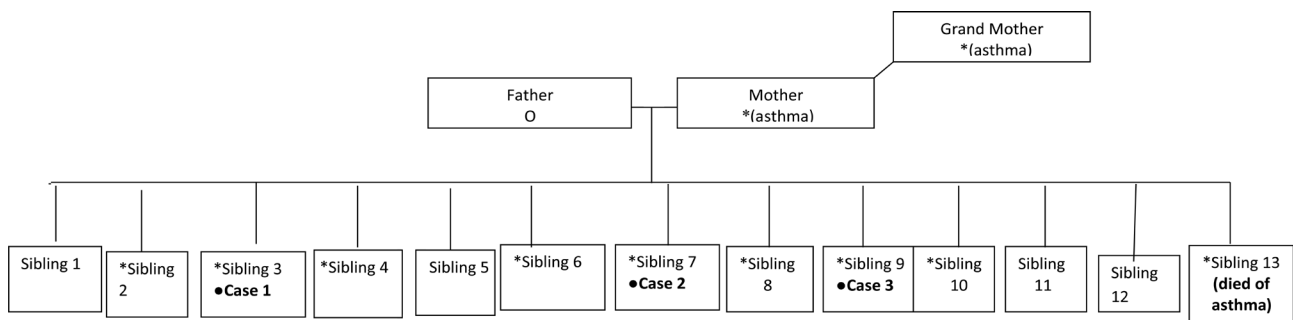 Grand Mother
*(asthma)
Father
O
Mother
*(asthma)
Sibling 1
*Sibling
2
*Sibling 3
●Case 1
*Sibling 4
Sibling 5
*Sibling 6
*Sibling 7
●Case 2
*Sibling
8
*Sibling 9
●Case 3
*Sibling
10
Sibling
11
Sibling
12
*Sibling 13
(died of
asthma)